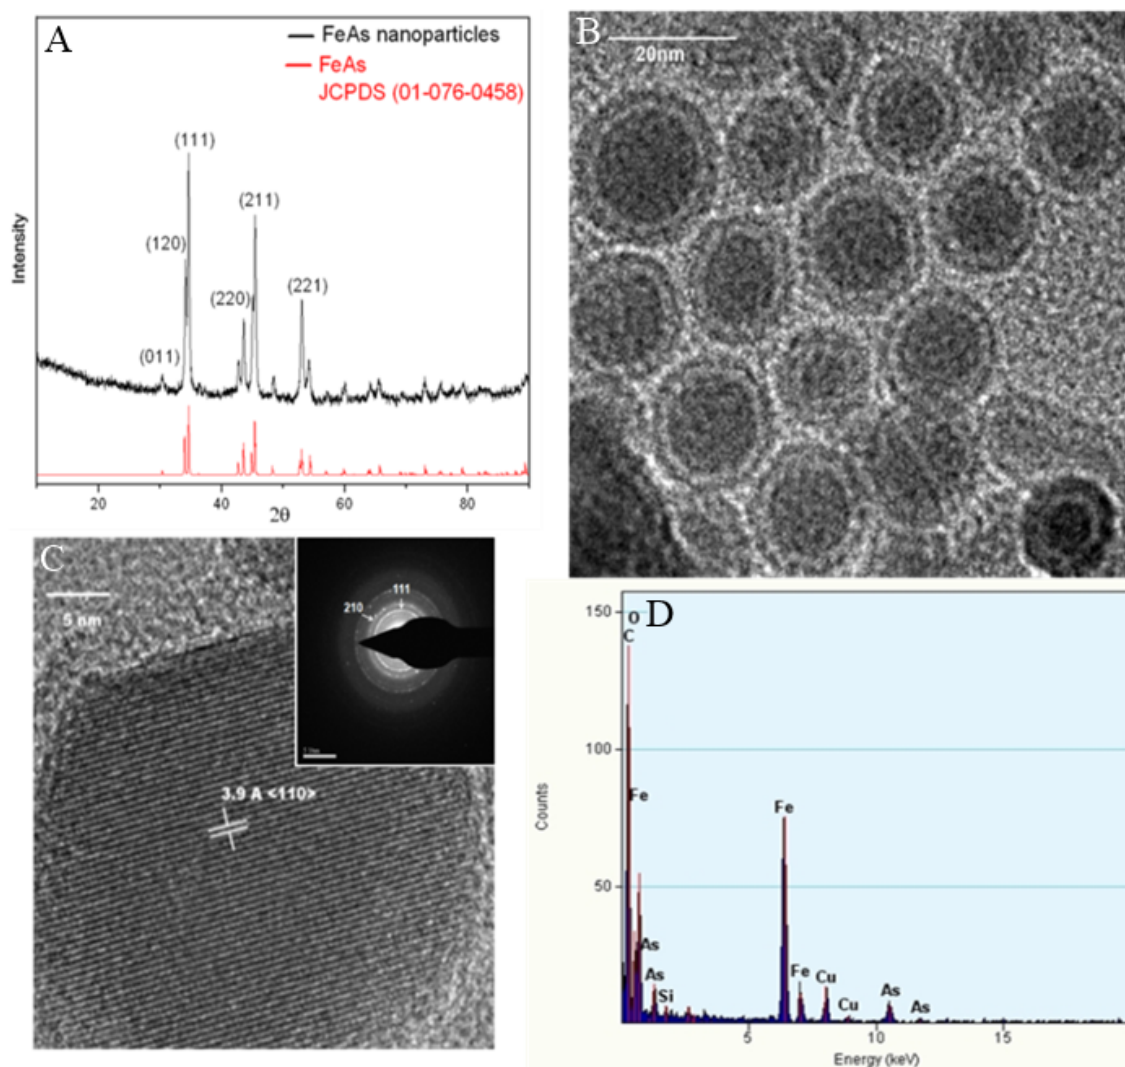 A
FeAs nanoparticles
FeAs
JCPDS (01-076-0458)
(111)
(211)
(120)
(220)
(221)
(011)
Intensity
20
40
60
80
2θ
B
20nm
C
5 nm
111
210
3.9 A <110>
D
150
100
50
O
C
Fe
As
As
Si
Fe
Fe
Cu
Cu
As
As
Counts
5
10
15
Energy (keV)